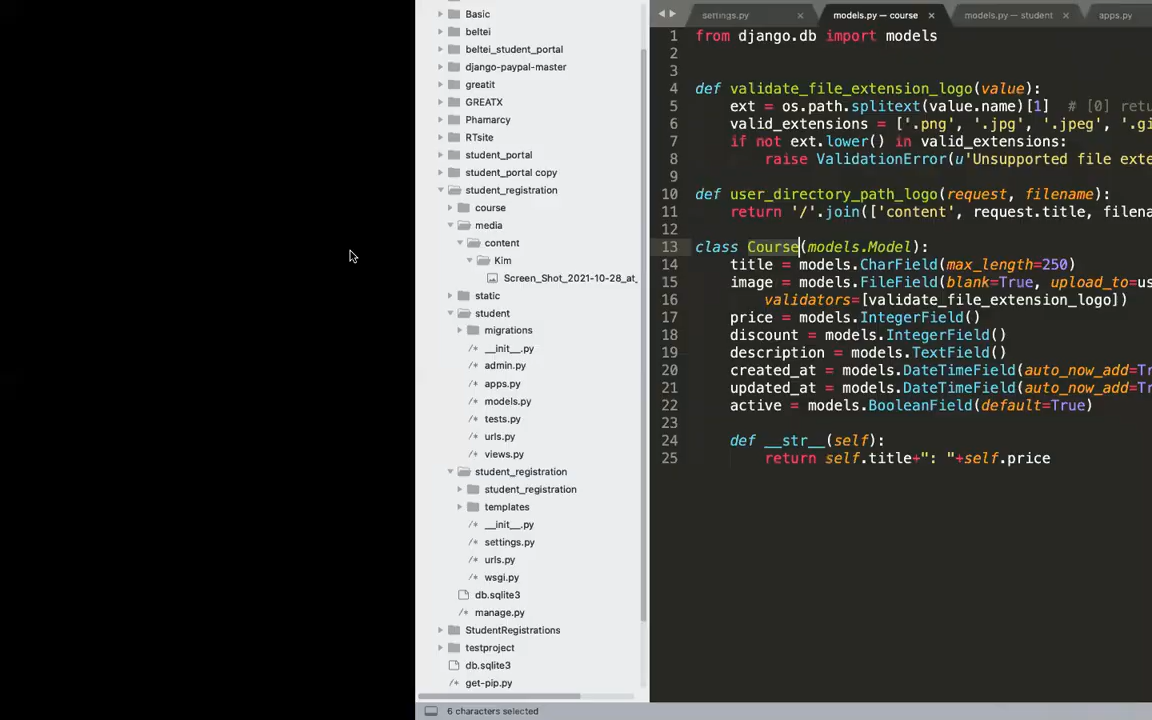 Basic
beltei
beltei_student_portal
django-paypal-master
greatit
GREATX
Phamarcy
RTsite
student_portal
student_portal copy
student_registration
course
media
content
Kim
Screen_Shot_2021-10-28_at_
static
student
migrations
/* __init__.py
/* admin.py
/* apps.py
/* models.py
/* tests.py
/* urls.py
/* views.py
student_registration
student_registration
templates
/* __init__.py
/* settings.py
/* urls.py
/* wsgi.py
db.sqlite3
/* manage.py
StudentRegistrations
testproject
db.sqlite3
/* get-pip.py
6 characters selected
settings.py × models.py — course × models.py — student × apps.py
1 from django.db import models
2
3
4 def validate_file_extension_logo(value):
5 ext = os.path.splitext(value.name)[1] # [0] retu
6 valid_extensions = ['.png', '.jpg', '.jpeg', '.gi
7 if not ext.lower() in valid_extensions:
8 raise ValidationError(u'Unsupported file exte
9
10 def user_directory_path_logo(request, filename):
11 return '/'.join(['content', request.title, filena
12
13 class Course(models.Model):
14 title = models.CharField(max_length=250)
15 image = models.FileField(blank=True, upload_to=us
16 validators=[validate_file_extension_logo])
17 price = models.IntegerField()
18 discount = models.IntegerField()
19 description = models.TextField()
20 created_at = models.DateTimeField(auto_now_add=Tr
21 updated_at = models.DateTimeField(auto_now_add=Tr
22 active = models.BooleanField(default=True)
23
24 def __str__(self):
25 return self.title+": "+self.price